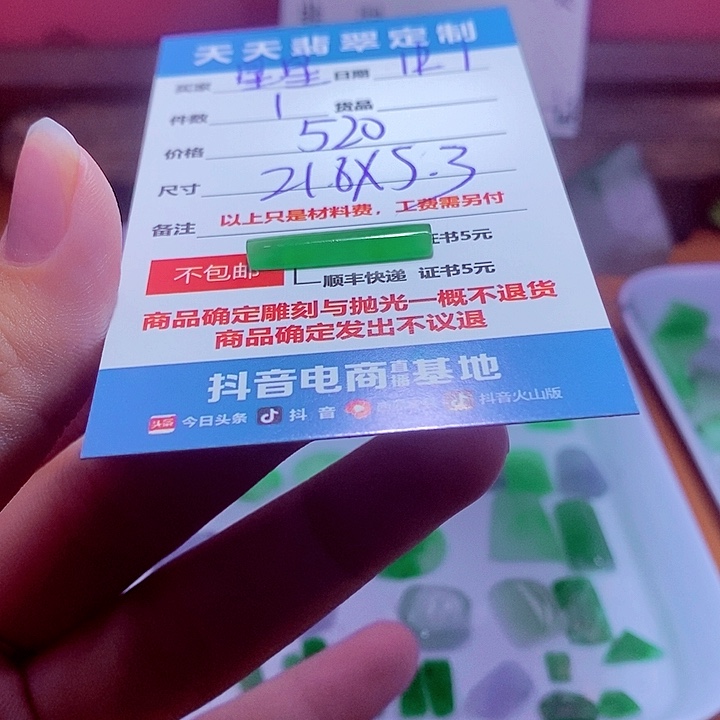 天天翡翠定制
买家 星星 日期 12.1
件数 1 货品
价格 520
尺寸 21.8X5.3
备注 以上只是材料费，工费需另付
证书5元
不包邮
顺丰快递 证书5元
商品确定雕刻与抛光一概不退货
商品确定发出不议退
抖音电商直播基地
头条 今日头条 抖音 抖音火山版